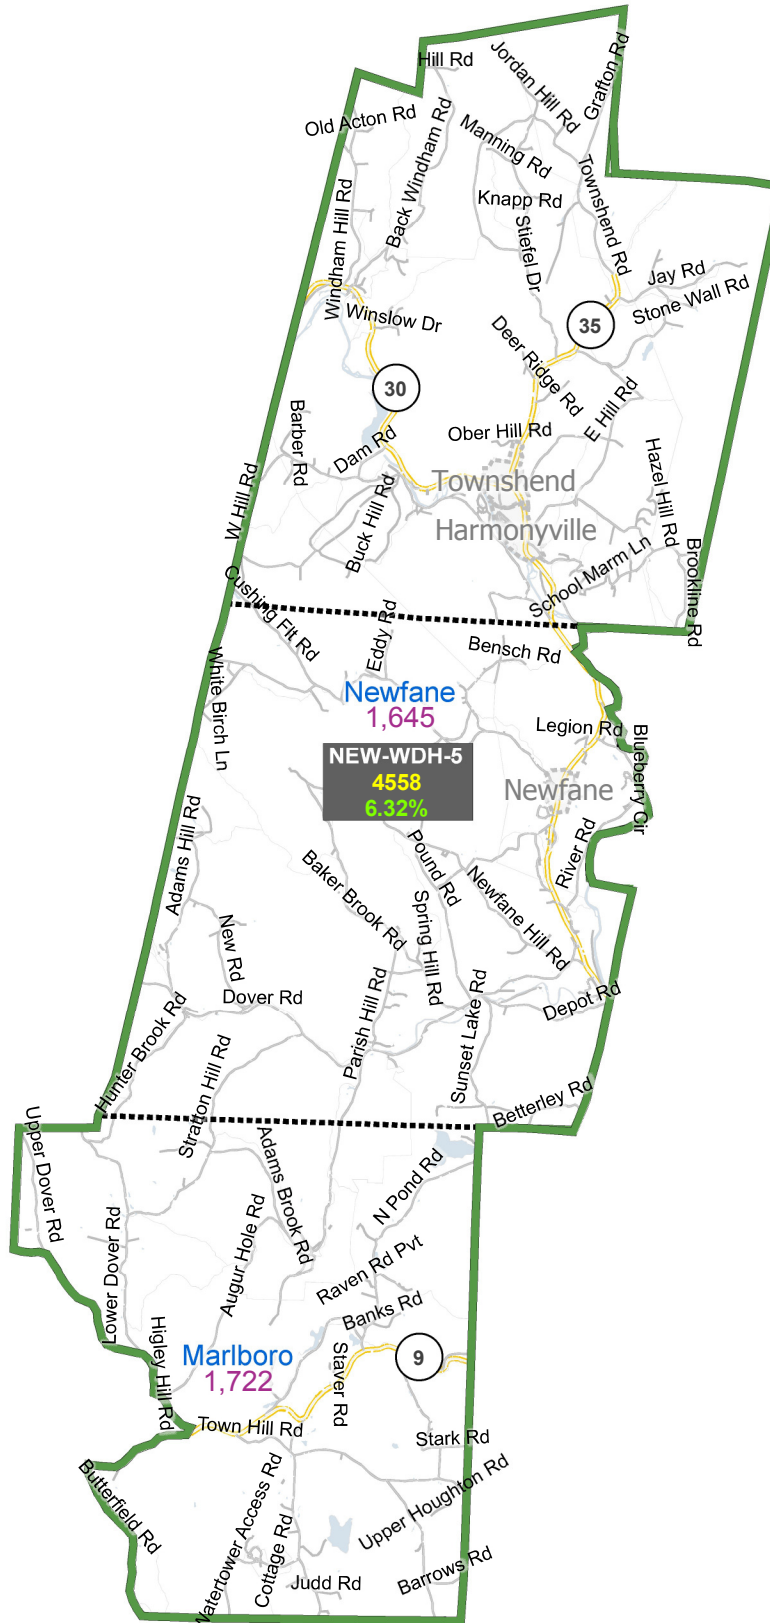 Hill Rd
Jordan Hill Rd
Grafton Rd
Old Acton Rd
Back Windham Rd
Manning Rd
Knapp Rd
Townshend Rd
Windham Hill Rd
Stiefel Dr
Jay Rd
Stone Wall Rd
Winslow Dr
35
Deer Ridge Rd
30
E Hill Rd
Barber Rd
Dam Rd
Ober Hill Rd
Hazel Hill Rd
Townshend
W Hill Rd
Buck Hill Rd
Harmonyville
School Marm Ln
Brookline Rd
Cushing Flt Rd
Eddy Rd
Bensch Rd
White Birch Ln
Newfane
1,645
Legion Rd
Blueberry Cir
NEW-WDH-5
4558
6.32%
Newfane
Adams Hill Rd
Pound Rd
River Rd
Baker Brook Rd
Newfane Hill Rd
New Rd
Spring Hill Rd
Dover Rd
Depot Rd
Hunter Brook Rd
Parish Hill Rd
Sunset Lake Rd
Stratton Hill Rd
Betterley Rd
Upper Dover Rd
Adams Brook Rd
N Pond Rd
Lower Dover Rd
Augur Hole Rd
Raven Rd Pvt
Banks Rd
Higley Hill Rd
Marlboro
1,722
Staver Rd
9
Town Hill Rd
Stark Rd
Butterfield Rd
Watertower Access Rd
Upper Houghton Rd
Cottage Rd
Judd Rd
Barrows Rd